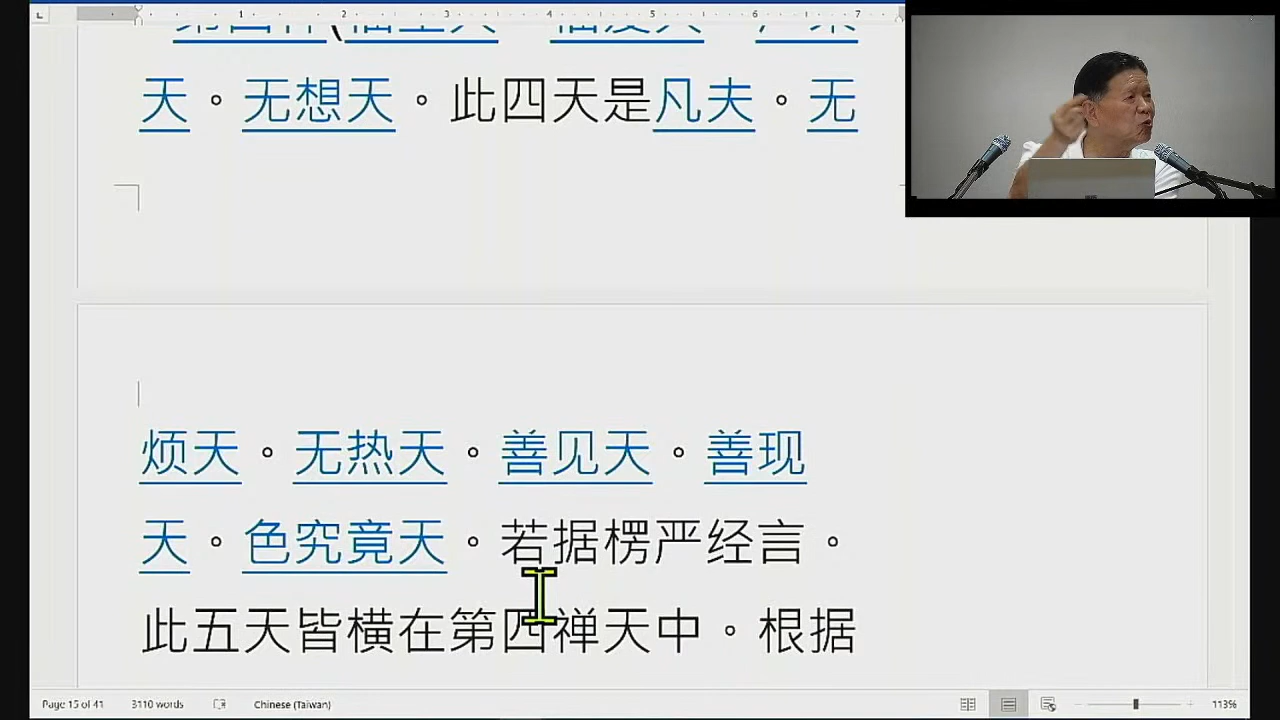 天。无想天。此四天是凡夫。无
烦天。无热天。善见天。善现
天。色究竟天。若据楞严经言。
此五天皆横在第四禅天中。根据
Page 15 of 41 3110 words Chinese (Taiwan) 113%